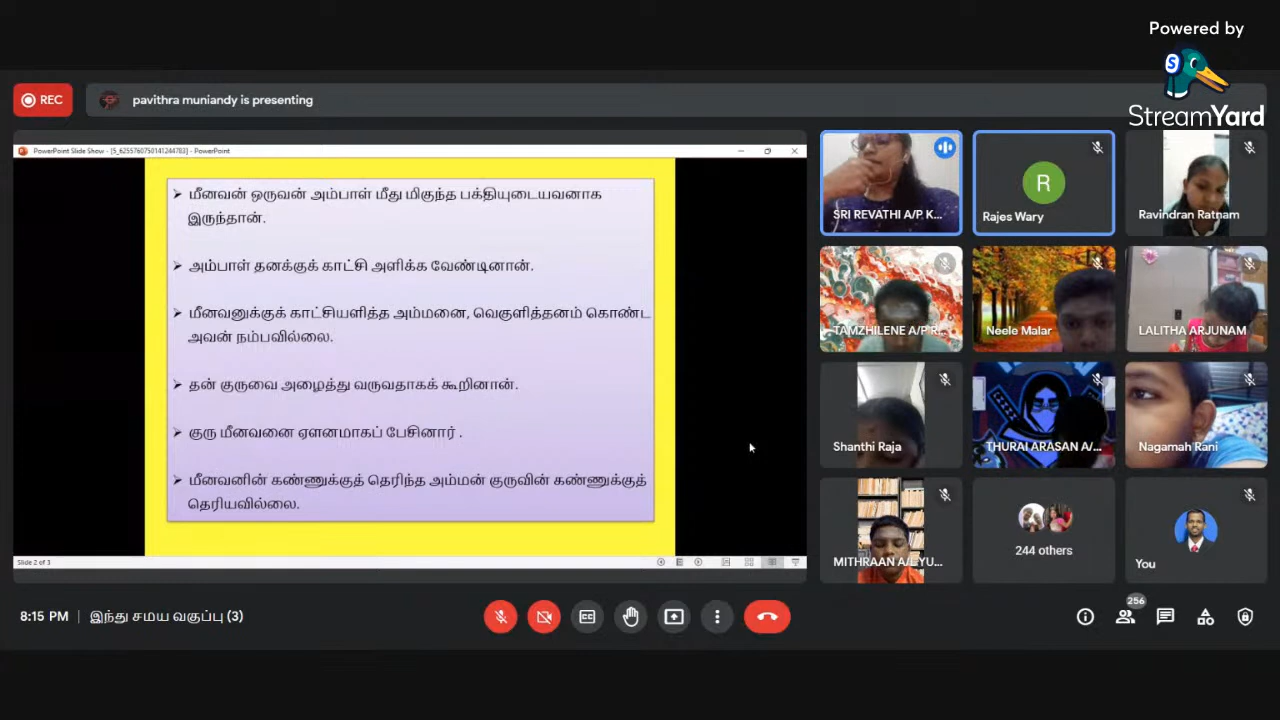 Powered by
StreamYard
REC
pavithra muniandy is presenting
PowerPoint Slide Show - [5_6255760750141244783] - PowerPoint
மீனவன் ஒருவன் அம்பாள் மீது மிகுந்த பக்தியுடையவனாக
இருந்தான்.
அம்பாள் தனக்குக் காட்சி அளிக்க வேண்டினான்.
மீனவனுக்குக் காட்சியளித்த அம்மனை, வெகுளித்தனம் கொண்ட
அவன் நம்பவில்லை.
தன் குருவை அழைத்து வருவதாகக் கூறினான்.
குரு மீனவனை ஏளனமாகப் பேசினார் .
மீனவனின் கண்ணுக்குத் தெரிந்த அம்மன் குருவின் கண்ணுக்குத்
தெரியவில்லை.
Slide 2 of 3
SRI REVATHI A/P K...
R
Rajes Wary
Ravindran Ratnam
TAMZHILENE A/P R...
Neele Malar
LALITHA ARJUNAM
Shanthi Raja
THURAI ARASAN A/...
Nagamah Rani
MITHRAAN A/L YU...
244 others
You
8:15 PM | இந்து சமய வகுப்பு (3)
256